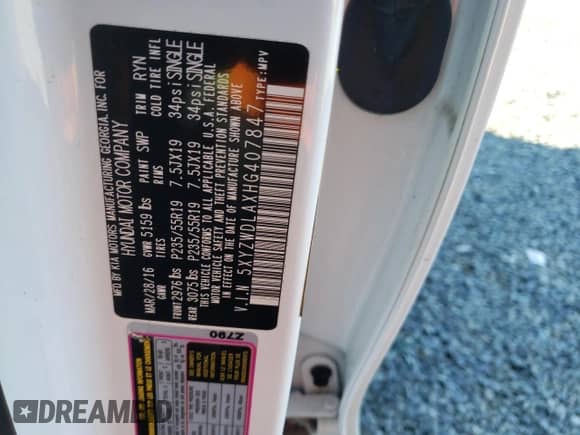 MFD BY KIA MOTORS MANUFACTURING GEORGIA, INC. FOR
HYUNDAI MOTOR COMPANY
MAR/28/16 GVWR 5159 lbs PAINT SWP TRIM RYN
GAWR TIRES RIMS COLD TIRE INFL
FRONT 2976 lbs P235/55R19 7.5JX19 34psi SINGLE
REAR 3075 lbs P235/55R19 7.5JX19 34psi SINGLE
THIS VEHICLE CONFORMS TO ALL APPLICABLE U.S.A. FEDERAL
MOTOR VEHICLE SAFETY AND THEFT PREVENTION STANDARDS
IN EFFECT ON THE DATE OF MANUFACTURE SHOWN ABOVE
V.I.N 5XYZWDLAXHG407847 TYPE:MPV
Z790
DREAMBID